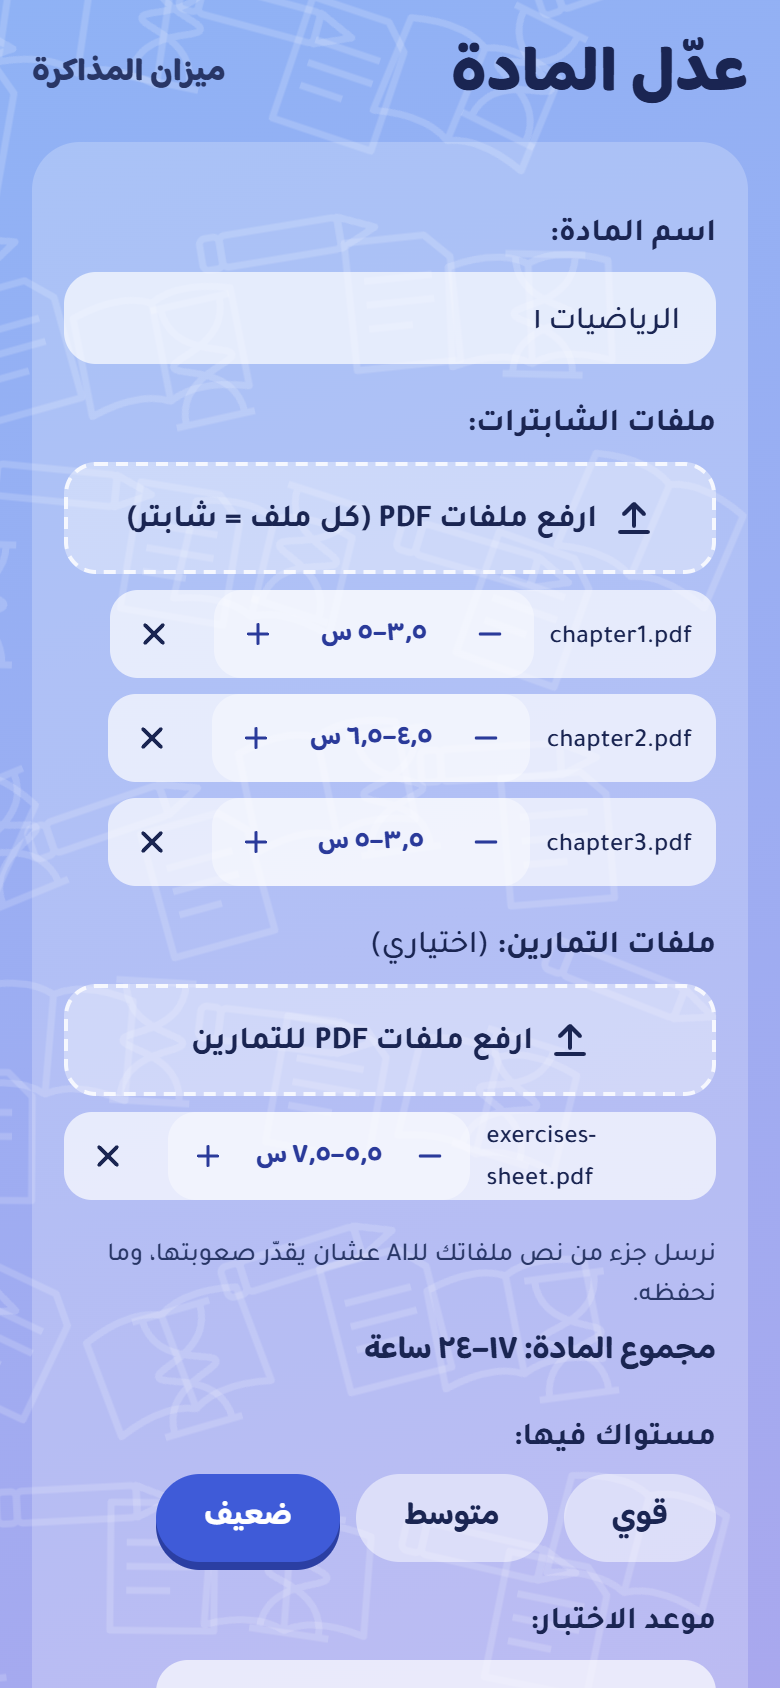 عدّل المادة
ميزان المذاكرة
اسم المادة:
الرياضيات ١
ملفات الشابترات:
ارفع ملفات PDF (كل ملف = شابتر)
chapter1.pdf − ٣,٥–٥ س + ×
chapter2.pdf − ٤,٥–٦,٥ س + ×
chapter3.pdf − ٣,٥–٥ س + ×
ملفات التمارين: (اختياري)
ارفع ملفات PDF للتمارين
exercises-
sheet.pdf − ٥,٥–٧,٥ س + ×
نرسل جزء من نص ملفاتك للـAI عشان يقدّر صعوبتها، وما
نحفظه.
مجموع المادة: ١٧–٢٤ ساعة
مستواك فيها:
قوي متوسط ضعيف
موعد الاختبار: